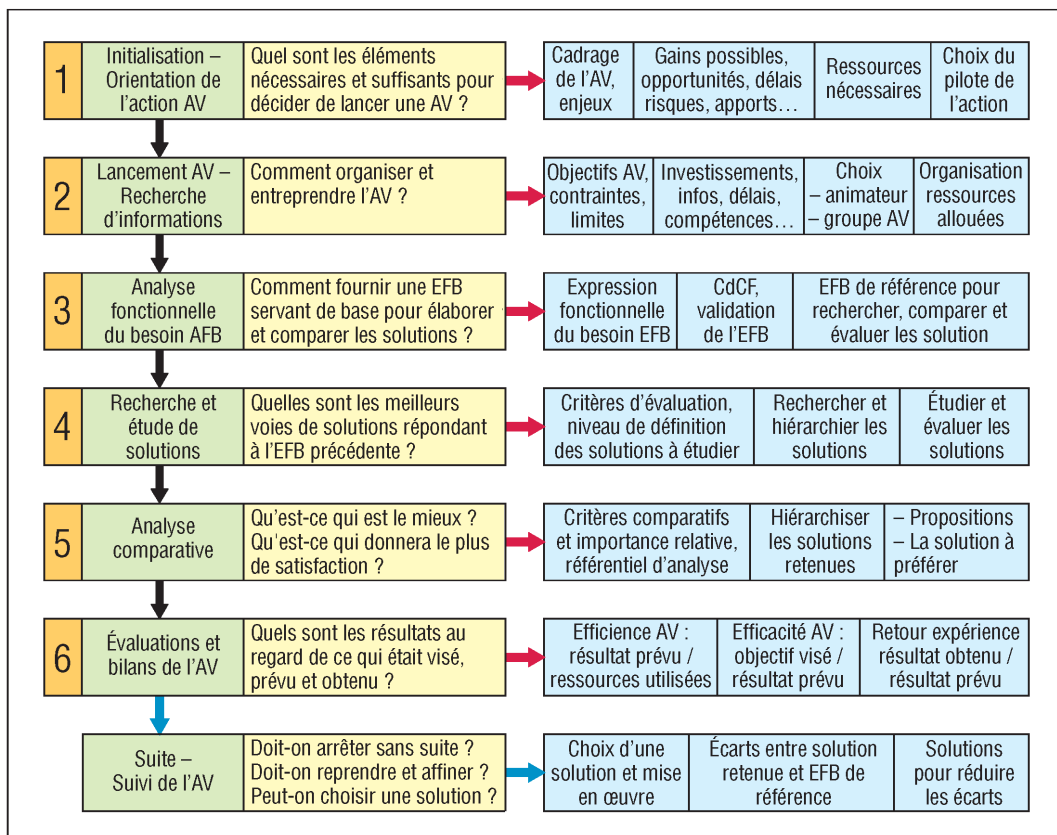 1
Initialisation –
Orientation de
l'action AV
Quel sont les éléments
nécessaires et suffisants pour
décider de lancer une AV ?
Cadrage
de l'AV,
enjeux
Gains possibles,
opportunités, délais
risques, apports…
Ressources
nécessaires
Choix du
pilote de
l'action
2
Lancement AV –
Recherche
d'informations
Comment organiser et
entreprendre l'AV ?
Objectifs AV,
contraintes,
limites
Investissements,
infos, délais,
compétences…
Choix
– animateur
– groupe AV
Organisation
ressources
allouées
3
Analyse
fonctionnelle
du besoin AFB
Comment fournir une EFB
servant de base pour élaborer
et comparer les solutions ?
Expression
fonctionnelle
du besoin EFB
CdCF,
validation
de l'EFB
EFB de référence pour
rechercher, comparer et
évaluer les solution
4
Recherche et
étude de
solutions
Quelles sont les meilleurs
voies de solutions répondant
à l'EFB précédente ?
Critères d'évaluation,
niveau de définition
des solutions à étudier
Rechercher et
hiérarchier les
solutions
Étudier et
évaluer les
solutions
5
Analyse
comparative
Qu'est-ce qui est le mieux ?
Qu'est-ce qui donnera le plus
de satisfaction ?
Critères comparatifs
et importance relative,
référentiel d'analyse
Hiérarchiser
les solutions
retenues
– Propositions
– La solution à
préférer
6
Évaluations et
bilans de l'AV
Quels sont les résultats au
regard de ce qui était visé,
prévu et obtenu ?
Efficience AV :
résultat prévu /
ressources utilisées
Efficacité AV :
objectif visé /
résultat prévu
Retour expérience
résultat obtenu /
résultat prévu
Suite –
Suivi de l'AV
Doit-on arrêter sans suite ?
Doit-on reprendre et affiner ?
Peut-on choisir une solution ?
Choix d'une
solution et mise
en œuvre
Écarts entre solution
retenue et EFB de
référence
Solutions
pour réduire
les écarts